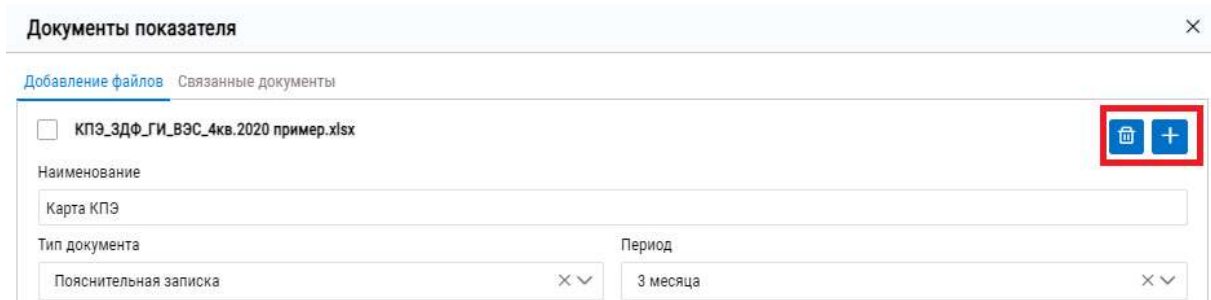 Документы показателя
Добавление файлов Связанные документы
КПЭ_ЗДФ_ГИ_ВЭС_4кв.2020 пример.xlsx
Наименование
Карта КПЭ
Тип документа Период
Пояснительная записка 3 месяца